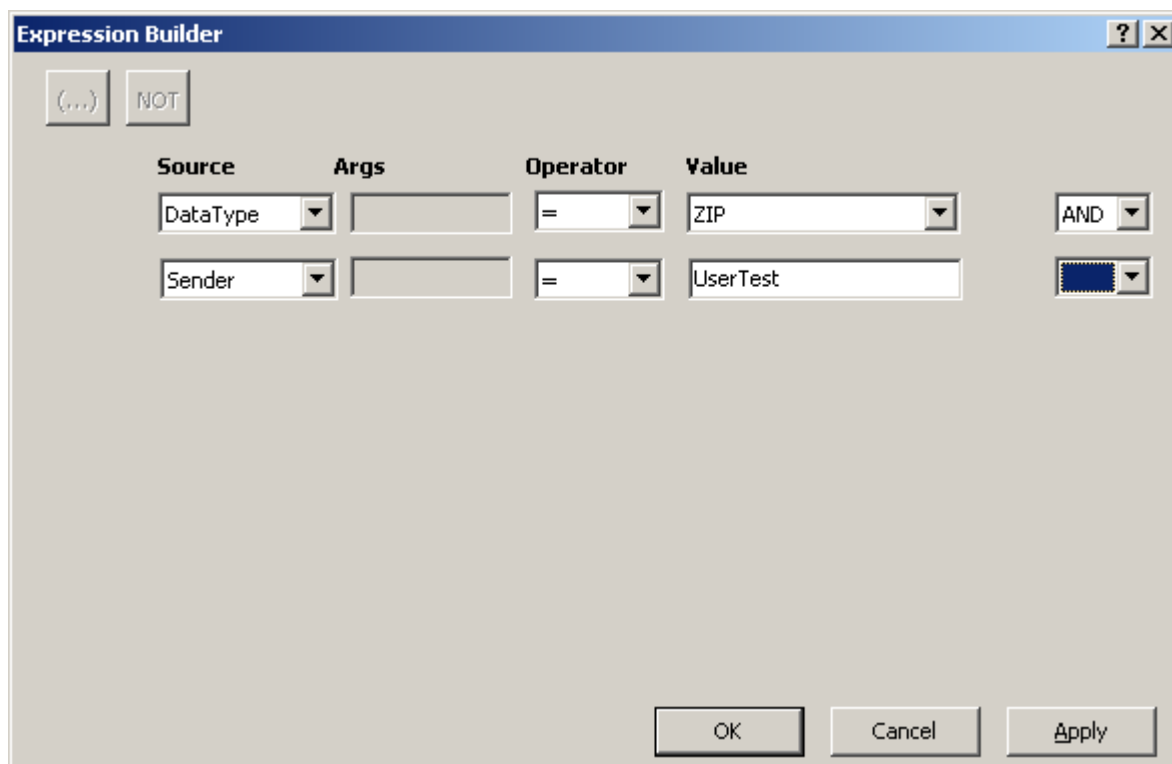 Expression Builder
(...) NOT
Source Args Operator Value
DataType = ZIP AND
Sender = UserTest
OK Cancel Apply